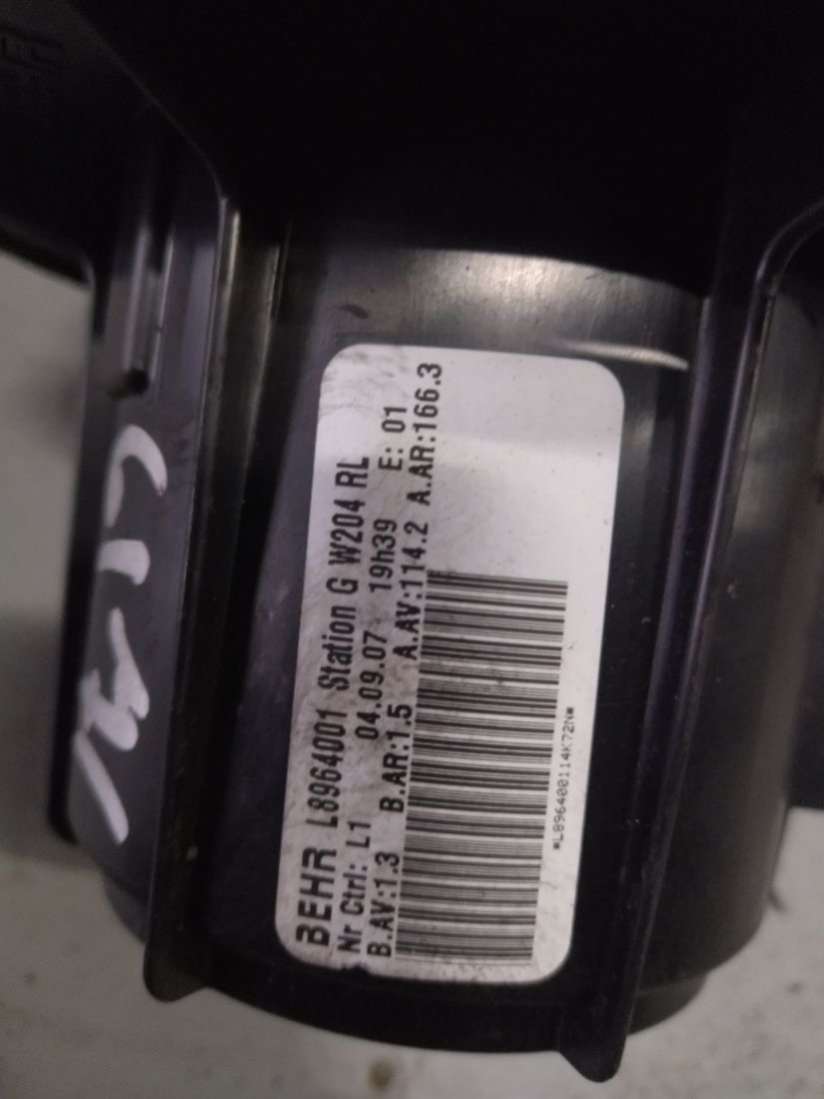 BEHR L8964001 Station G W204 RL
Nr Ctrl: L1 04.09.07 19h39 E: 01
B.AV:1.3 B.AR:1.5 A.AV:114.2 A.AR:166.3
*L896400114K72N*